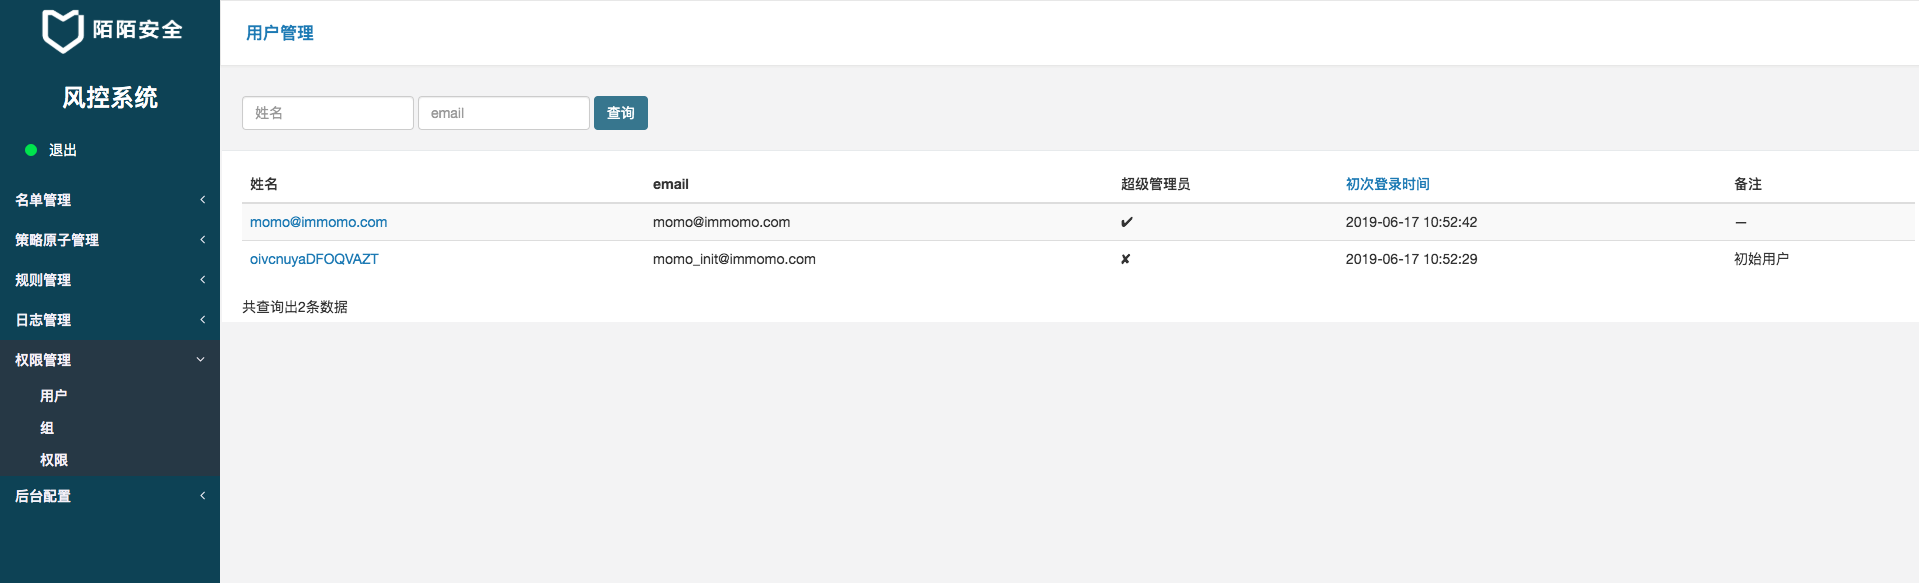 陌陌安全
风控系统
退出
名单管理
策略原子管理
规则管理
日志管理
权限管理
用户
组
权限
后台配置
用户管理
姓名 email 查询
姓名 email 超级管理员 初次登录时间 备注
momo@immomo.com momo@immomo.com ✔ 2019-06-17 10:52:42 —
oivcnuyaDFOQVAZT momo_init@immomo.com ✘ 2019-06-17 10:52:29 初始用户
共查询出2条数据